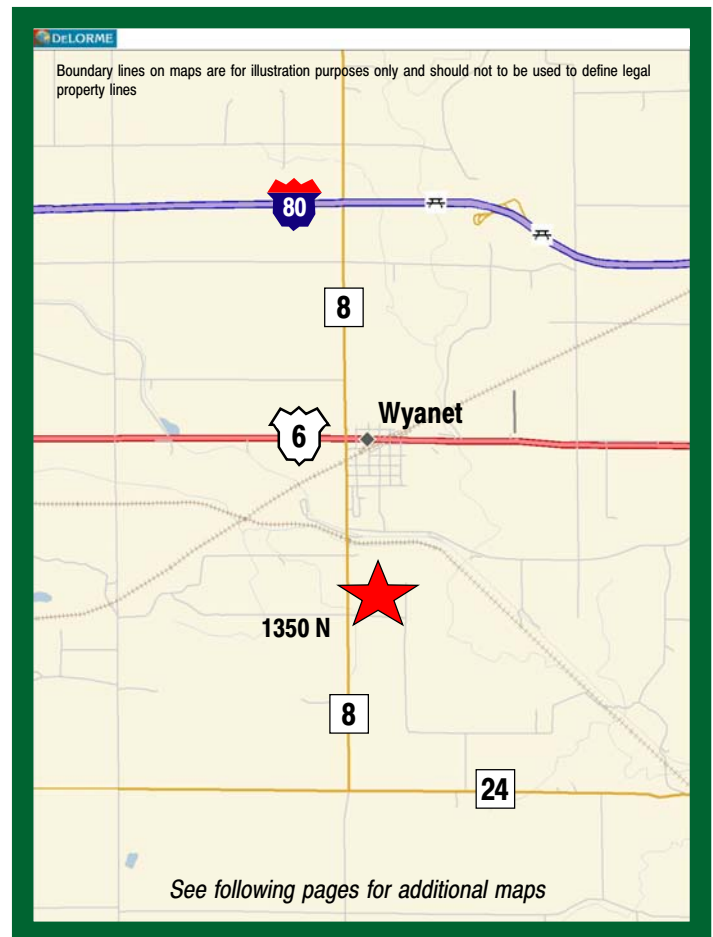 DELORME
Boundary lines on maps are for illustration purposes only and should not to be used to define legal
property lines
80
8
Wyanet
6
1350 N
8
24
See following pages for additional maps